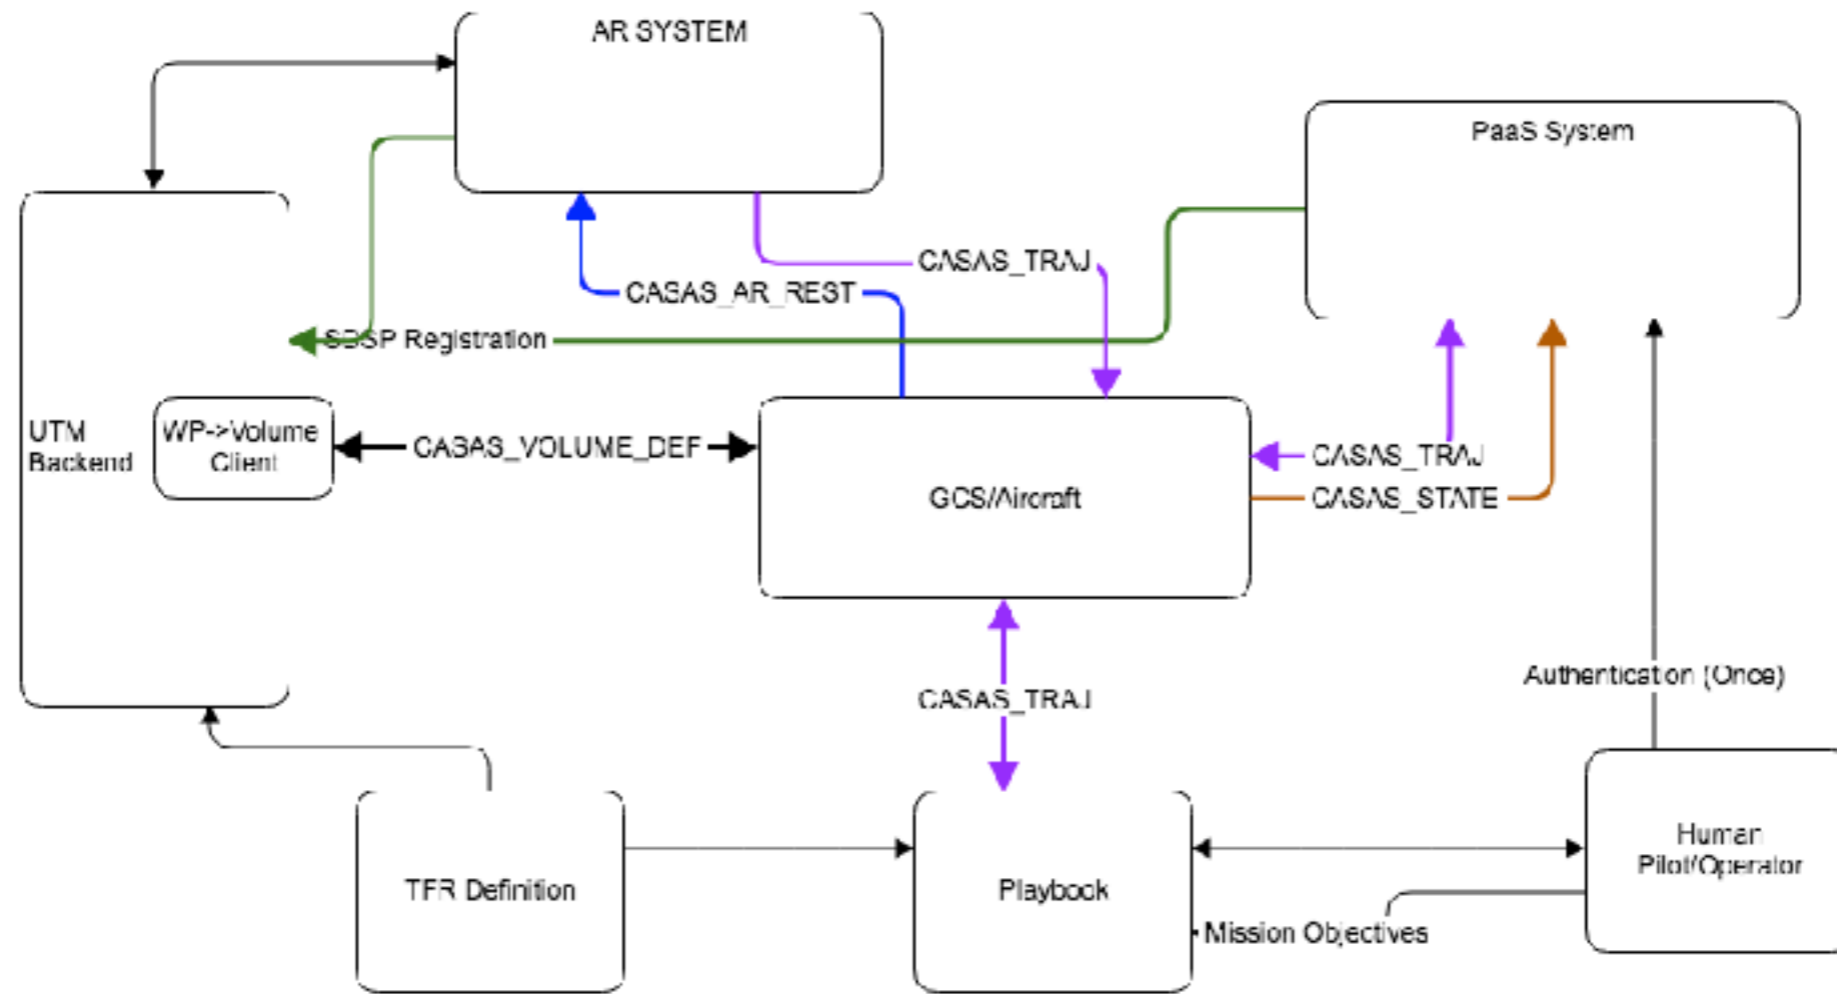 AR SYSTEM
PaaS System
CASAS_TRAJ
CASAS_AR_REST
SDSP Registration
UTM
Backend
WP->Volume
Client
CASAS_VOLUME_DEF
GCS/Aircraft
CASAS_TRAJ
CASAS_STATE
CASAS_TRAJ
Authentication (Once)
TFR Definition
Playbook
Human
Pilot/Operator
Mission Objectives